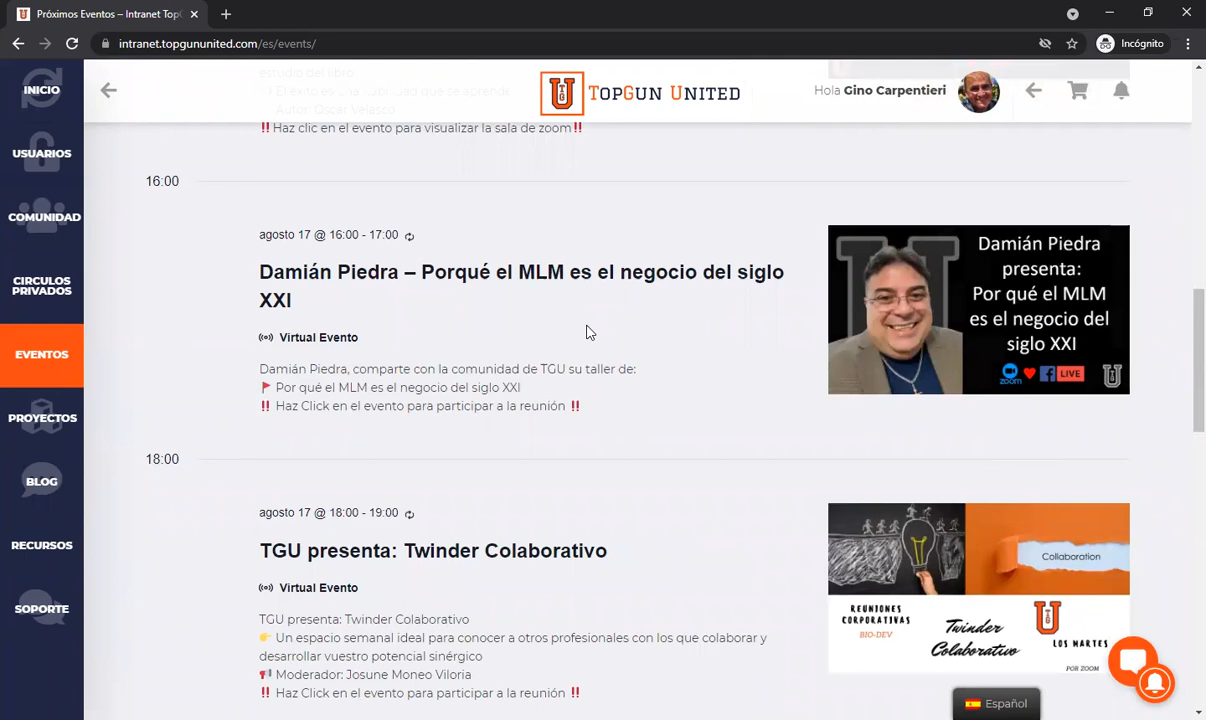 Próximos Eventos – Intranet Top
intranet.topgununited.com/es/events/
Incógnito
INICIO
USUARIOS
COMUNIDAD
CIRCULOS
PRIVADOS
EVENTOS
PROYECTOS
BLOG
RECURSOS
SOPORTE
TOPGUN UNITED
Hola Gino Carpentieri
estudio del libro
Autor: Oscar Velasco
‼Haz clic en el evento para visualizar la sala de zoom‼
16:00
agosto 17 @ 16:00 - 17:00
Damián Piedra – Porqué el MLM es el negocio del siglo
XXI
Virtual Evento
Damián Piedra, comparte con la comunidad de TGU su taller de:
🚩 Por qué el MLM es el negocio del siglo XXI
‼ Haz Click en el evento para participar a la reunión ‼
Damián Piedra
presenta:
Por qué el MLM
es el negocio del
siglo XXI
zoom
LIVE
18:00
agosto 17 @ 18:00 - 19:00
TGU presenta: Twinder Colaborativo
Virtual Evento
TGU presenta: Twinder Colaborativo
👉 Un espacio semanal ideal para conocer a otros profesionales con los que colaborar y
desarrollar vuestro potencial sinérgico
📢 Moderador: Josune Moneo Viloria
‼ Haz Click en el evento para participar a la reunión ‼
Collaboration
REUNIONES
CORPORATIVAS
BIO-DEV
Twinder
Colaborativo
LOS MARTES
POR ZOOM
Español